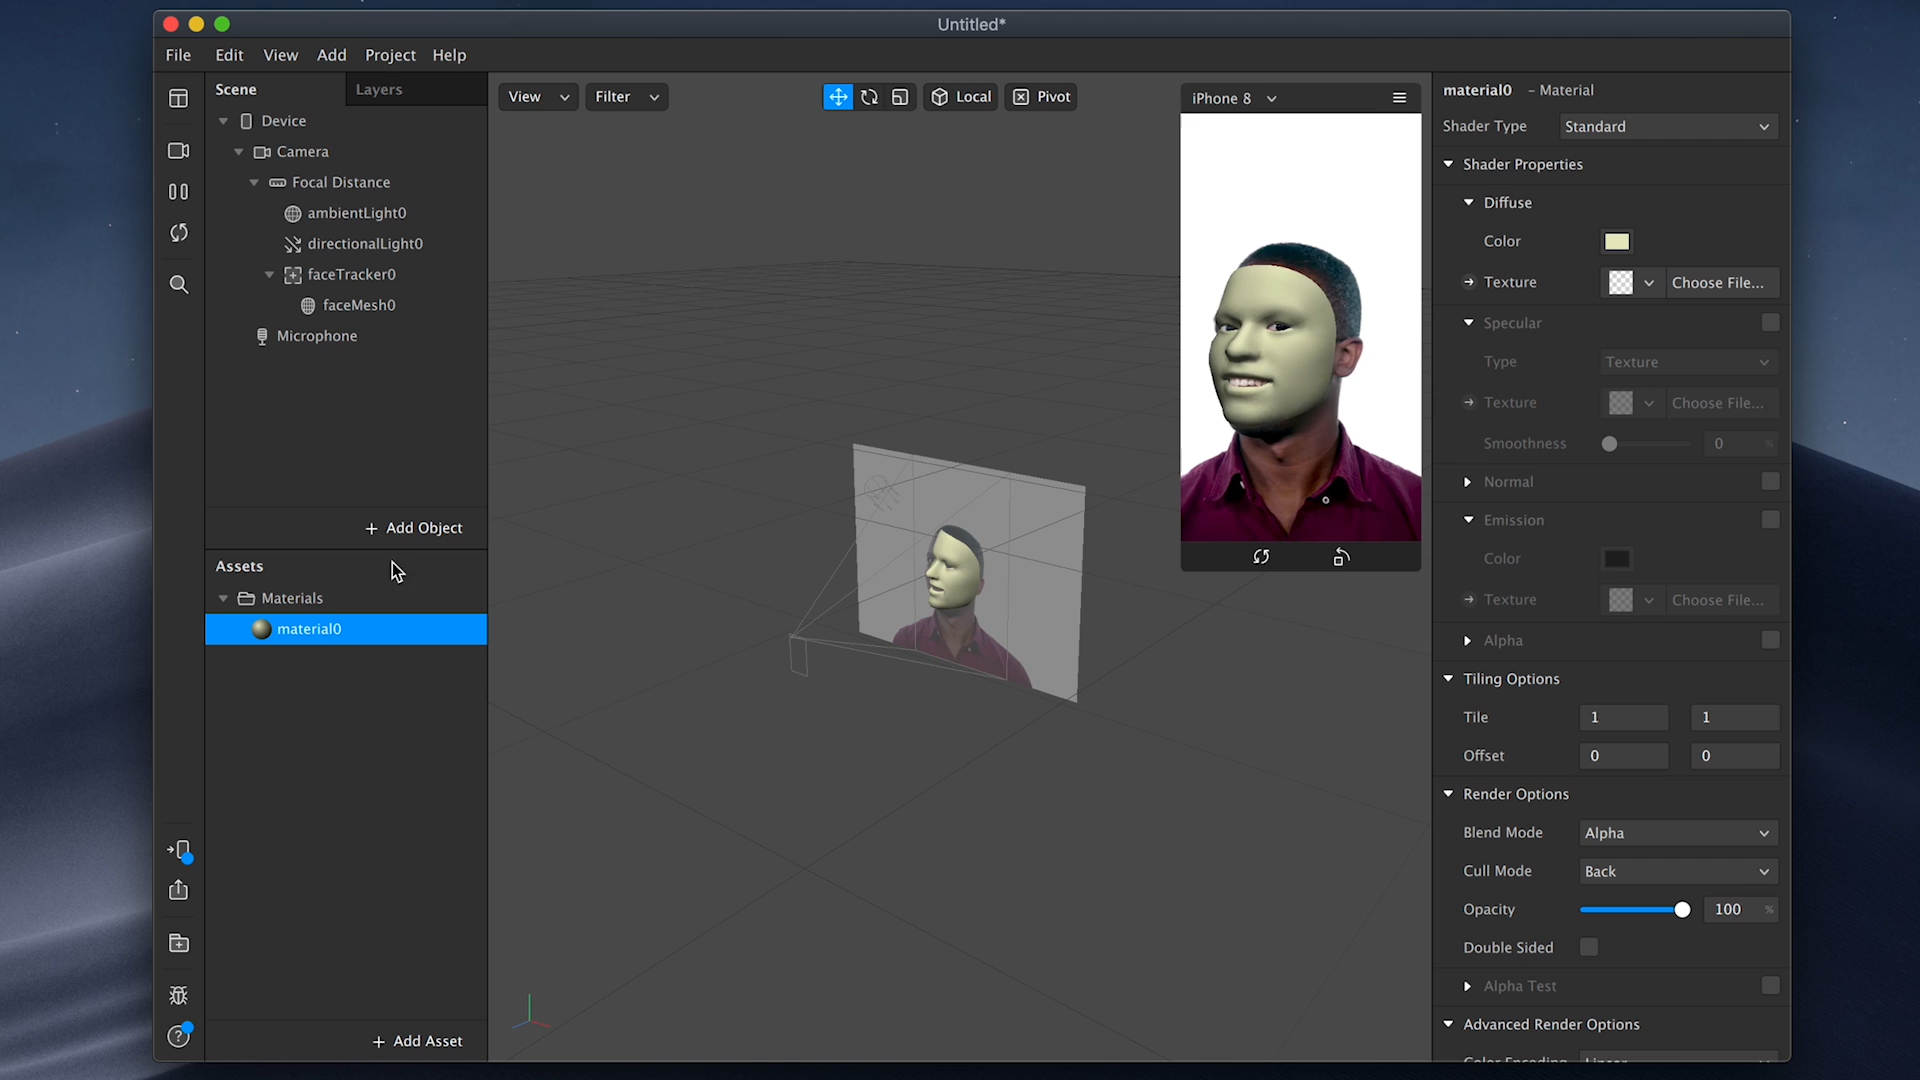 Untitled*
File Edit View Add Project Help
Scene Layers
Device
Camera
Focal Distance
ambientLight0
directionalLight0
faceTracker0
faceMesh0
Microphone
+ Add Object
Assets
Materials
material0
+ Add Asset
View Filter Local Pivot
iPhone 8
material0 - Material
Shader Type Standard
Shader Properties
Diffuse
Color
Texture Choose File...
Specular
Type Texture
Texture Choose File...
Smoothness 0 %
Normal
Emission
Color
Texture Choose File...
Alpha
Tiling Options
Tile 1 1
Offset 0 0
Render Options
Blend Mode Alpha
Cull Mode Back
Opacity 100 %
Double Sided
Alpha Test
Advanced Render Options
Color Encoding Linear